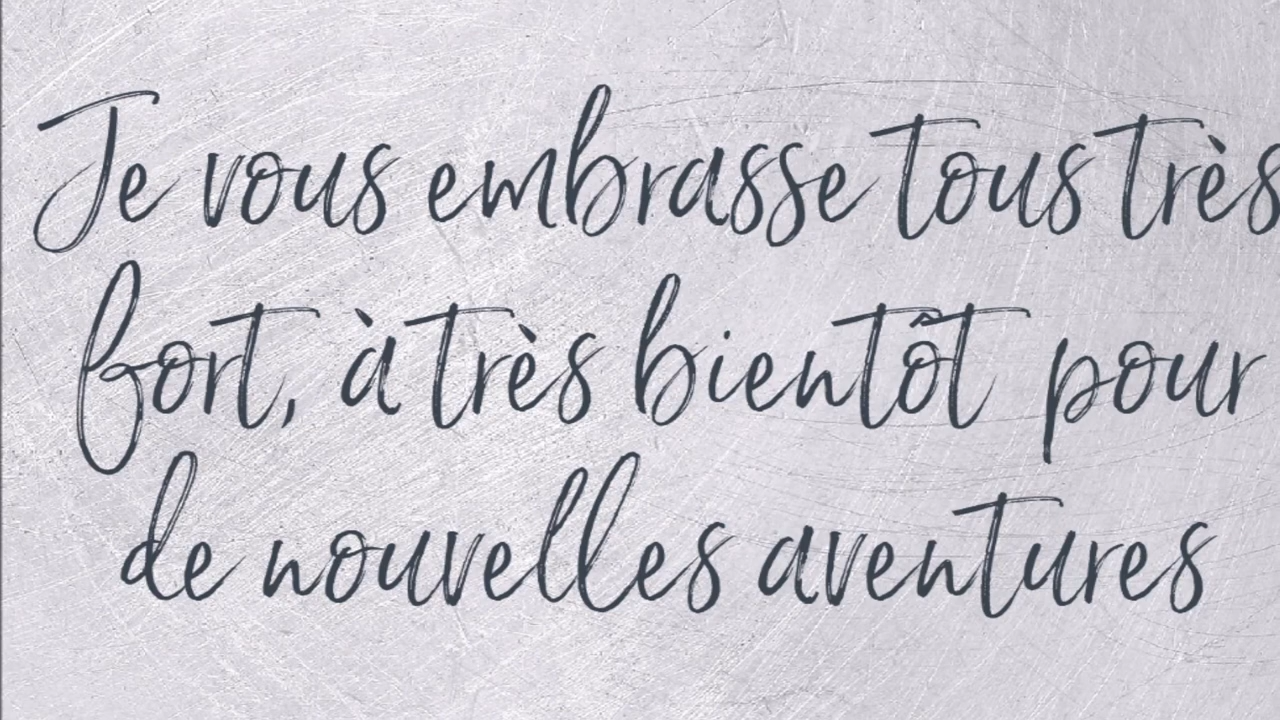 Je vous embrasse tous très
fort, à très bientôt pour
de nouvelles aventures